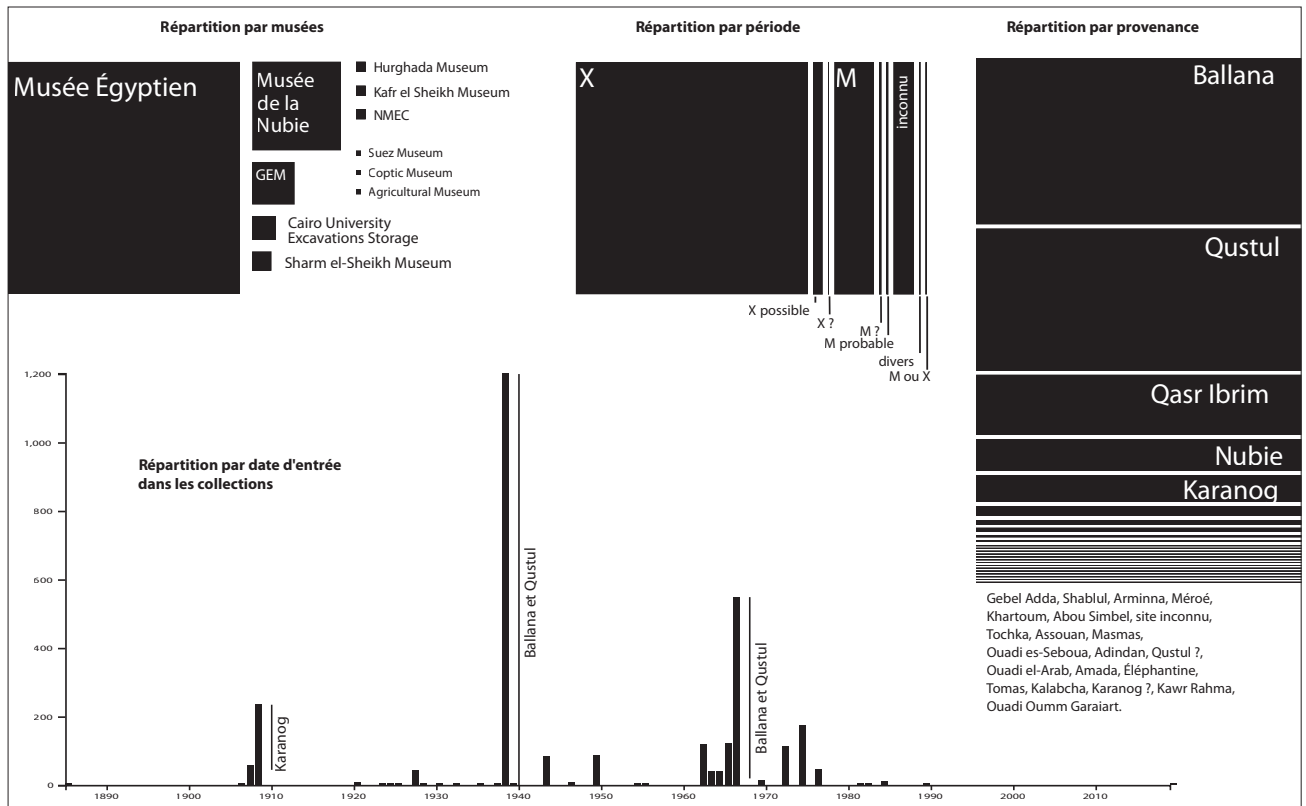 Répartition par musées
Musée Égyptien
Musée
de la
Nubie
GEM
Cairo University
Excavations Storage
Sharm el-Sheikh Museum
Hurghada Museum
Kafr el Sheikh Museum
NMEC
Suez Museum
Coptic Museum
Agricultural Museum
Répartition par période
X
M
inconnu
X possible
X ?
M ?
M probable
divers
M ou X
Répartition par provenance
Ballana
Qustul
Qasr Ibrim
Nubie
Karanog
Gebel Adda, Shablul, Arminna, Méroé,
Khartoum, Abou Simbel, site inconnu,
Tochka, Assouan, Masmas,
Ouadi es-Seboua, Adindan, Qustul ?,
Ouadi el-Arab, Amada, Éléphantine,
Tomas, Kalabcha, Karanog ?, Kawr Rahma,
Ouadi Oumm Garaiart.
Répartition par date d'entrée
dans les collections
1,200
1,000
800
600
400
200
0
Karanog
Ballana et Qustul
Ballana et Qustul
1890 1900 1910 1920 1930 1940 1950 1960 1970 1980 1990 2000 2010